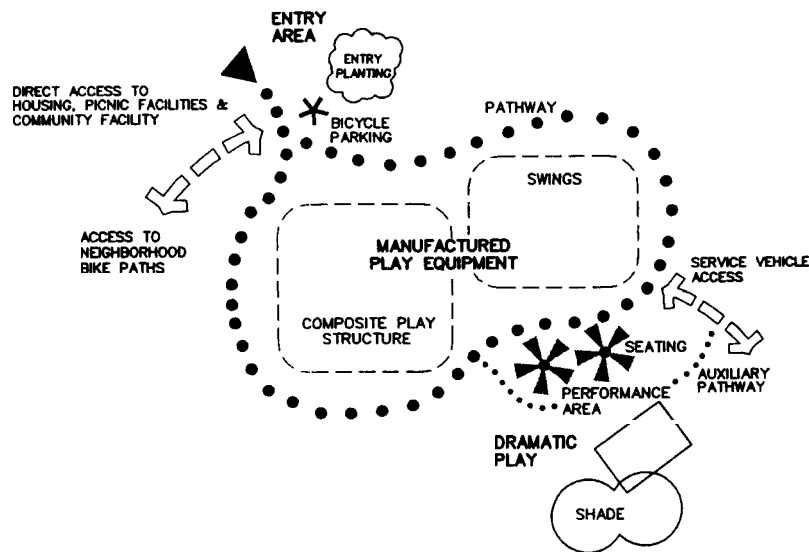 ENTRY
AREA
ENTRY
PLANTING
DIRECT ACCESS TO
HOUSING, PICNIC FACILITIES &
COMMUNITY FACILITY
BICYCLE
PARKING
PATHWAY
SWINGS
ACCESS TO
NEIGHBORHOOD
BIKE PATHS
MANUFACTURED
PLAY EQUIPMENT
SERVICE VEHICLE
ACCESS
COMPOSITE PLAY
STRUCTURE
SEATING
AUXILIARY
PATHWAY
PERFORMANCE
AREA
DRAMATIC
PLAY
SHADE